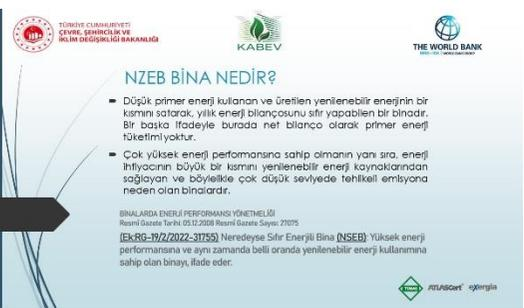 TÜRKİYE CUMHURİYETİ
ÇEVRE, ŞEHİRCİLİK VE
İKLİM DEĞİŞİKLİĞİ BAKANLIĞI
KABEV
THE WORLD BANK
NZEB BİNA NEDİR?
Düşük primer enerji kullanan ve üretilen yenilenebilir enerjinin bir
kısmını satarak, yıllık enerji bilançosunu sıfır yapabilen bir binadır.
Bir başka ifadeyle burada net bilanço olarak primer enerji
tüketimi yoktur.
Çok yüksek enerji performansına sahip olmanın yanı sıra, enerji
ihtiyacının büyük bir kısmını yenilenebilir enerji kaynaklarından
sağlayan ve böylelikle çok düşük seviyede tehlikeli emisyona
neden olan binalardır.
BİNALARDA ENERJİ PERFORMANSI YÖNETMELİĞİ
Resmî Gazete Tarihi: 05.12.2008 Resmî Gazete Sayısı: 27075
(Ek:RG-19/2/2022-31755) Neredeyse Sıfır Enerjili Bina (NSEB): Yüksek enerji
performansına ve aynı zamanda belli oranda yenilenebilir enerji kullanımına
sahip olan binayı, ifade eder.
ATLASCert
exergia